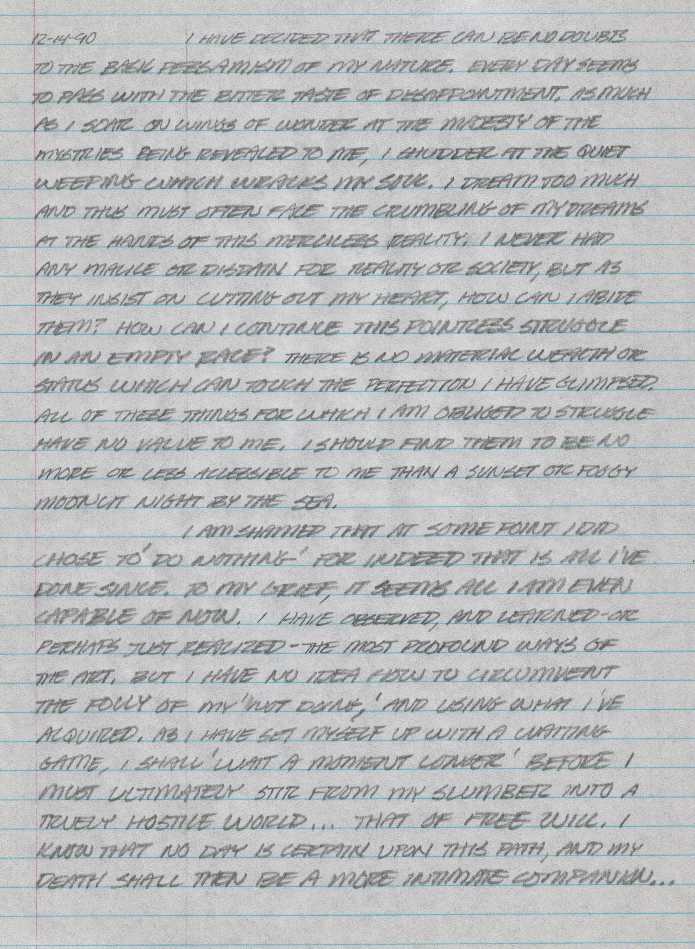 12-14-90 I HAVE DECIDED THAT THERE CAN BE NO DOUBTS
TO THE BASIC PESSAMISM OF MY NATURE. EVERY DAY SEEMS
TO PASS WITH THE BITTER TASTE OF DESAPPOINTMENT. AS MUCH
AS I SOAR ON WINGS OF WONDER AT THE MADESTY OF THE
MYSTRIES BEING REVEALED TO ME, I SHUDDER AT THE QUIET
WEEPING WHICH WRACKS MY SOUL. I DREAM TOO MUCH
AND THUS MUST OFTEN FACE THE CRUMBLING OF MY DREAMS
AT THE HANDS OF THIS MERCILESS REALITY. I NEVER HAD
ANY MALICE OR DISDAIN FOR REALITY OR SOCIETY, BUT AS
THEY INSIST ON CUTTING OUT MY HEART, HOW CAN I ABIDE
THEM? HOW CAN I CONTINUE THIS POINTLESS STRUGGLE
IN AN EMPTY RACE? THERE IS NO MATERIAL WEALTH OR
STATUS WHICH CAN TOUCH THE PERFECTION I HAVE GLIMPSED.
ALL OF THESE THINGS FOR WHICH I AM OBLIGED TO STRUGGLE
HAVE NO VALUE TO ME. I SHOULD FIND THEM TO BE NO
MORE OR LESS ACCESSIBLE TO ME THAN A SUNSET OR FOGGY
MOONLIT NIGHT BY THE SEA.
I AM SHAMED THAT AT SOME POINT I DID
CHOSE TO 'DO NOTHING' FOR INDEED THAT IS ALL I'VE
DONE SINCE. TO MY GRIEF, IT SEEMS ALL I AM EVEN
CAPABLE OF NOW. I HAVE OBSERVED, AND LEARNED-OR
PERHAPS JUST REALIZED-THE MOST PROFOUND WAYS OF
THE ART. BUT I HAVE NO IDEA HOW TO CIRCUMVENT
THE FOLLY OF MY 'NOT DOING,' AND USING WHAT I'VE
ACQUIRED. AS I HAVE SET MYSELF UP WITH A WAITING
GAME, I SHALL 'WAIT A MOMENT LONGER' BEFORE I
MUST ULTIMATELY STIR FROM MY SLUMBER INTO A
TRUELY HOSTILE WORLD... THAT OF FREE WILL. I
KNOW THAT NO DAY IS CERTAIN UPON THIS PATH, AND MY
DEATH SHALL THEN BE A MORE INTIMATE COMPANION...